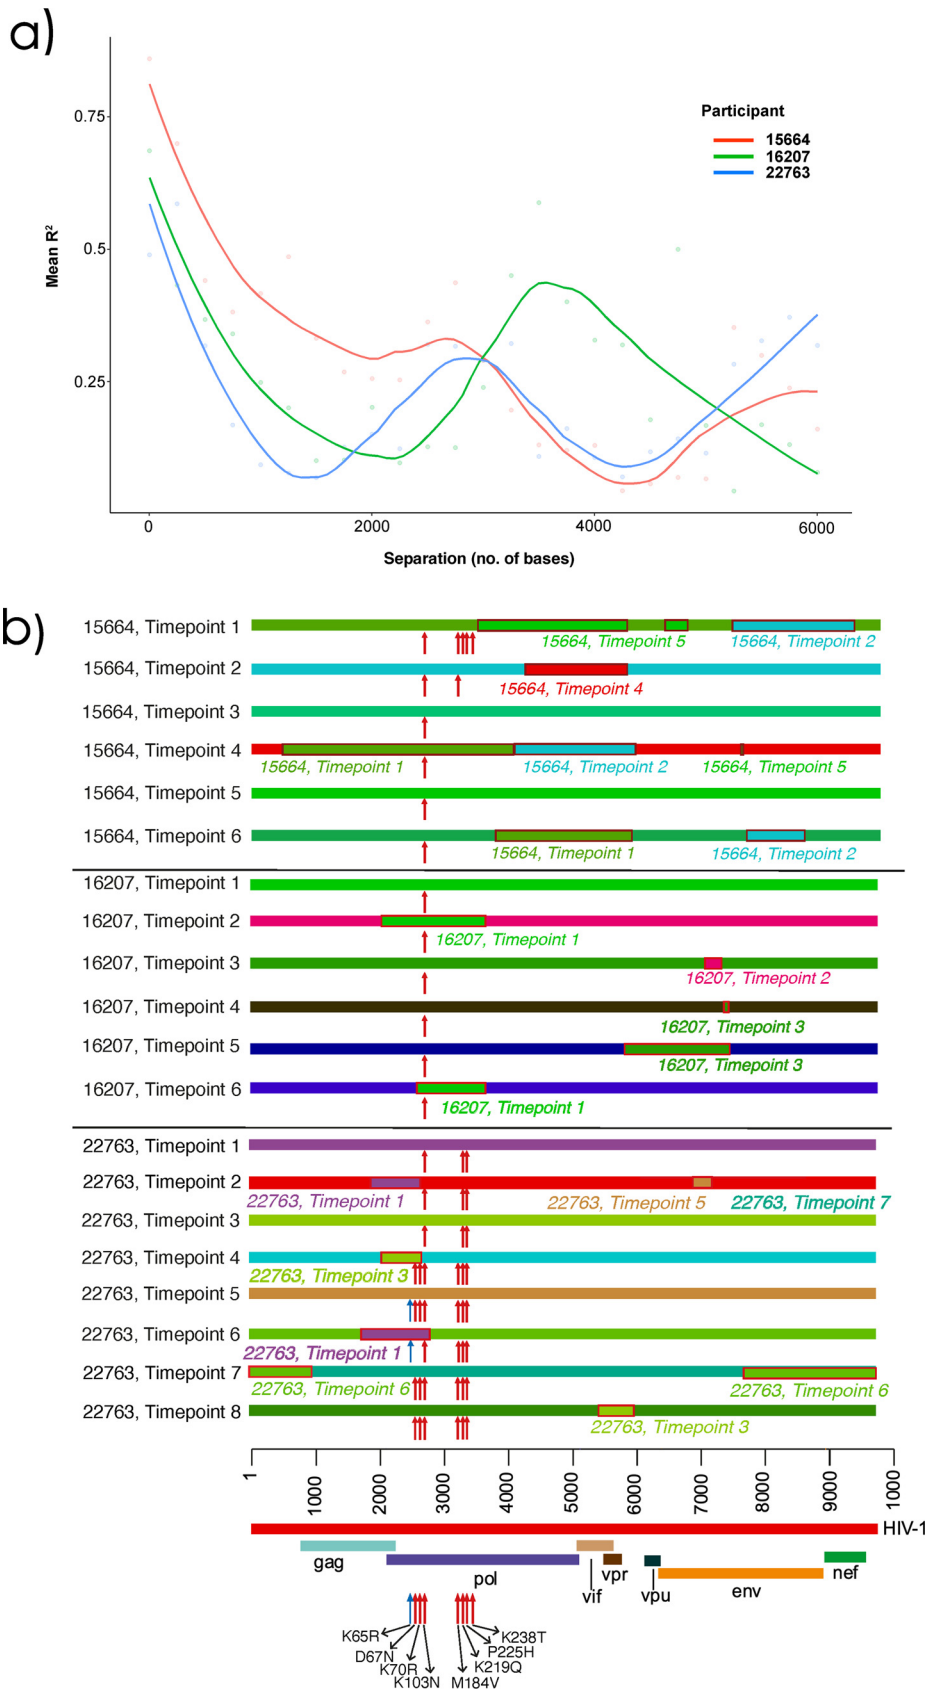 a)
0.75
0.5
0.25
Mean R²
Participant
15664
16207
22763
0
2000
4000
6000
Separation (no. of bases)
b)
15664, Timepoint 1
15664, Timepoint 5
15664, Timepoint 2
15664, Timepoint 2
15664, Timepoint 4
15664, Timepoint 3
15664, Timepoint 4
15664, Timepoint 1
15664, Timepoint 2
15664, Timepoint 5
15664, Timepoint 5
15664, Timepoint 6
15664, Timepoint 1
15664, Timepoint 2
16207, Timepoint 1
16207, Timepoint 2
16207, Timepoint 1
16207, Timepoint 3
16207, Timepoint 2
16207, Timepoint 4
16207, Timepoint 3
16207, Timepoint 5
16207, Timepoint 3
16207, Timepoint 6
16207, Timepoint 1
22763, Timepoint 1
22763, Timepoint 2
22763, Timepoint 1
22763, Timepoint 5
22763, Timepoint 7
22763, Timepoint 3
22763, Timepoint 4
22763, Timepoint 3
22763, Timepoint 5
22763, Timepoint 6
22763, Timepoint 1
22763, Timepoint 7
22763, Timepoint 6
22763, Timepoint 6
22763, Timepoint 8
22763, Timepoint 3
1
1000
2000
3000
4000
5000
6000
7000
8000
9000
1000
HIV-1
gag
pol
vif
vpr
vpu
env
nef
K65R
D67N
K70R
K103N
M184V
K219Q
P225H
K238T